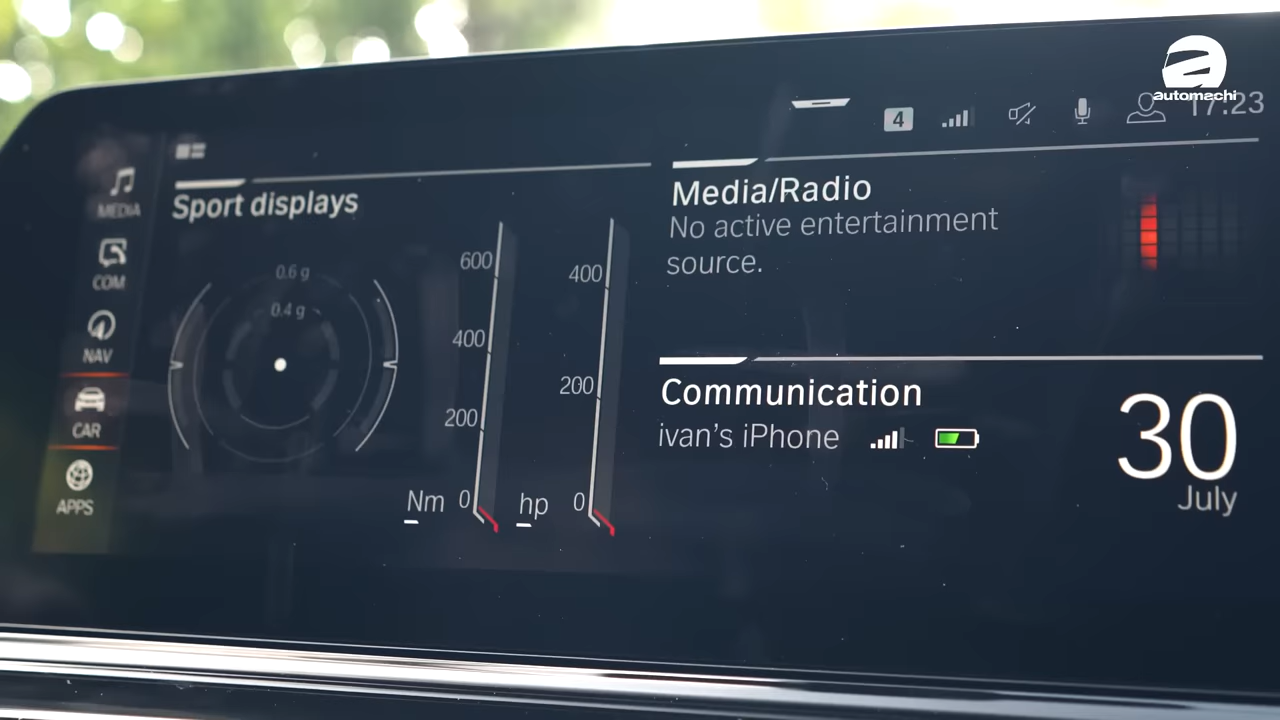 automachi
4
17:23
MEDIA
COM
NAV
CAR
APPS
Sport displays
0.6 g
0.4 g
600
400
200
Nm 0
400
200
hp 0
Media/Radio
No active entertainment
source.
Communication
ivan's iPhone
30
July